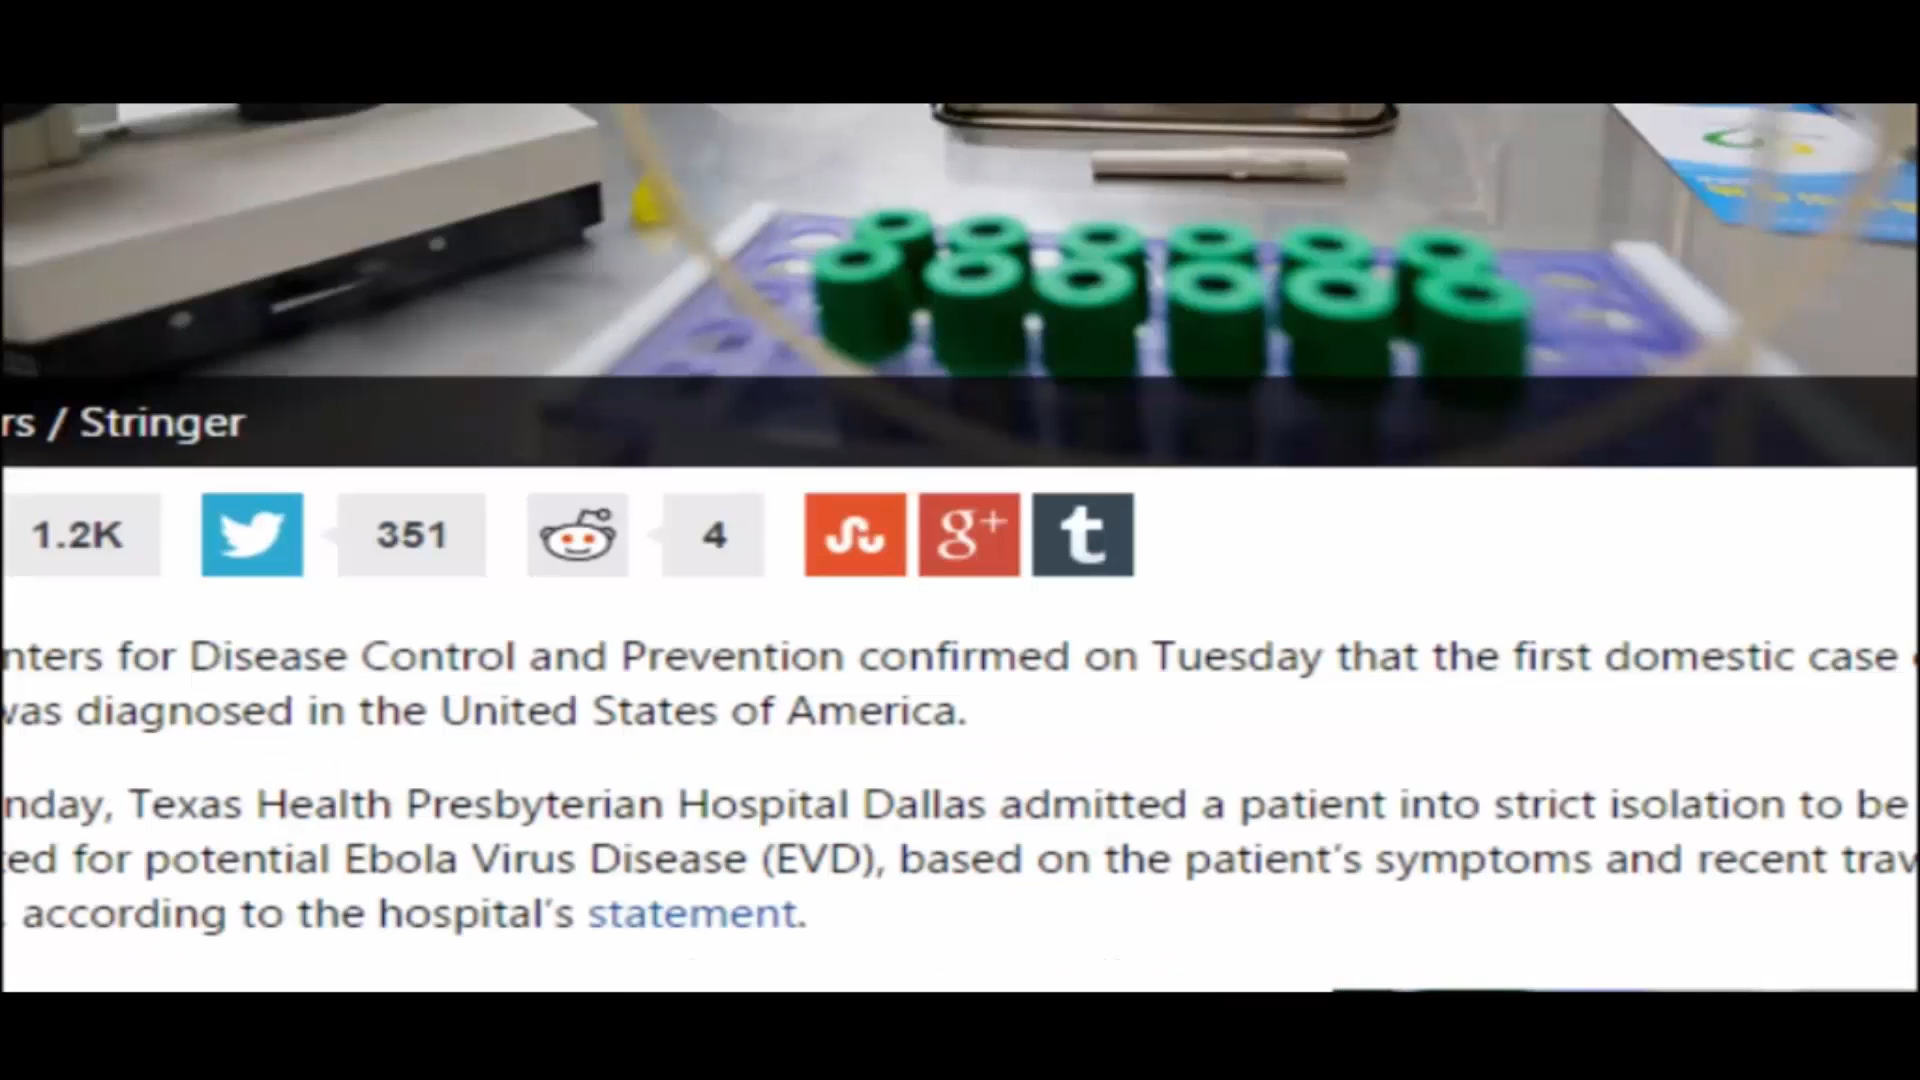 rs / Stringer
1.2K 351 4 g+ t
nters for Disease Control and Prevention confirmed on Tuesday that the first domestic case
was diagnosed in the United States of America.
nday, Texas Health Presbyterian Hospital Dallas admitted a patient into strict isolation to be
ed for potential Ebola Virus Disease (EVD), based on the patient's symptoms and recent trav
, according to the hospital's statement.